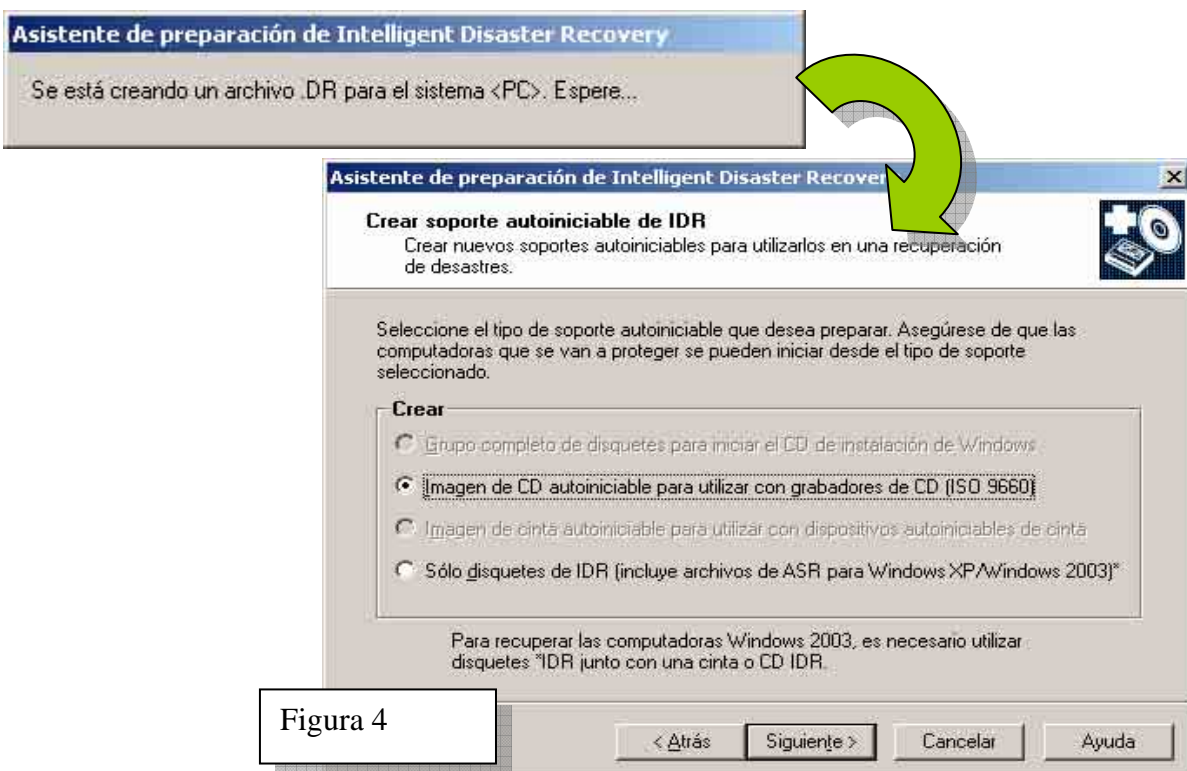 Asistente de preparación de Intelligent Disaster Recovery
Se está creando un archivo .DR para el sistema <PC>. Espere...
Asistente de preparación de Intelligent Disaster Recover
Crear soporte autoiniciable de IDR
Crear nuevos soportes autoiniciables para utilizarlos en una recuperación
de desastres.
Seleccione el tipo de soporte autoiniciable que desea preparar. Asegúrese de que las
computadoras que se van a proteger se pueden iniciar desde el tipo de soporte
seleccionado.
Crear
Grupo completo de disquetes para iniciar el CD de instalación de Windows
Imagen de CD autoiniciable para utilizar con grabadores de CD (ISO 9660)
Imagen de cinta autoiniciable para utilizar con dispositivos autoiniciables de cinta
Sólo disquetes de IDR (incluye archivos de ASR para Windows XP/Windows 2003)*
Para recuperar las computadoras Windows 2003, es necesario utilizar
disquetes *IDR junto con una cinta o CD IDR.
Figura 4
< Atrás
Siguiente >
Cancelar
Ayuda